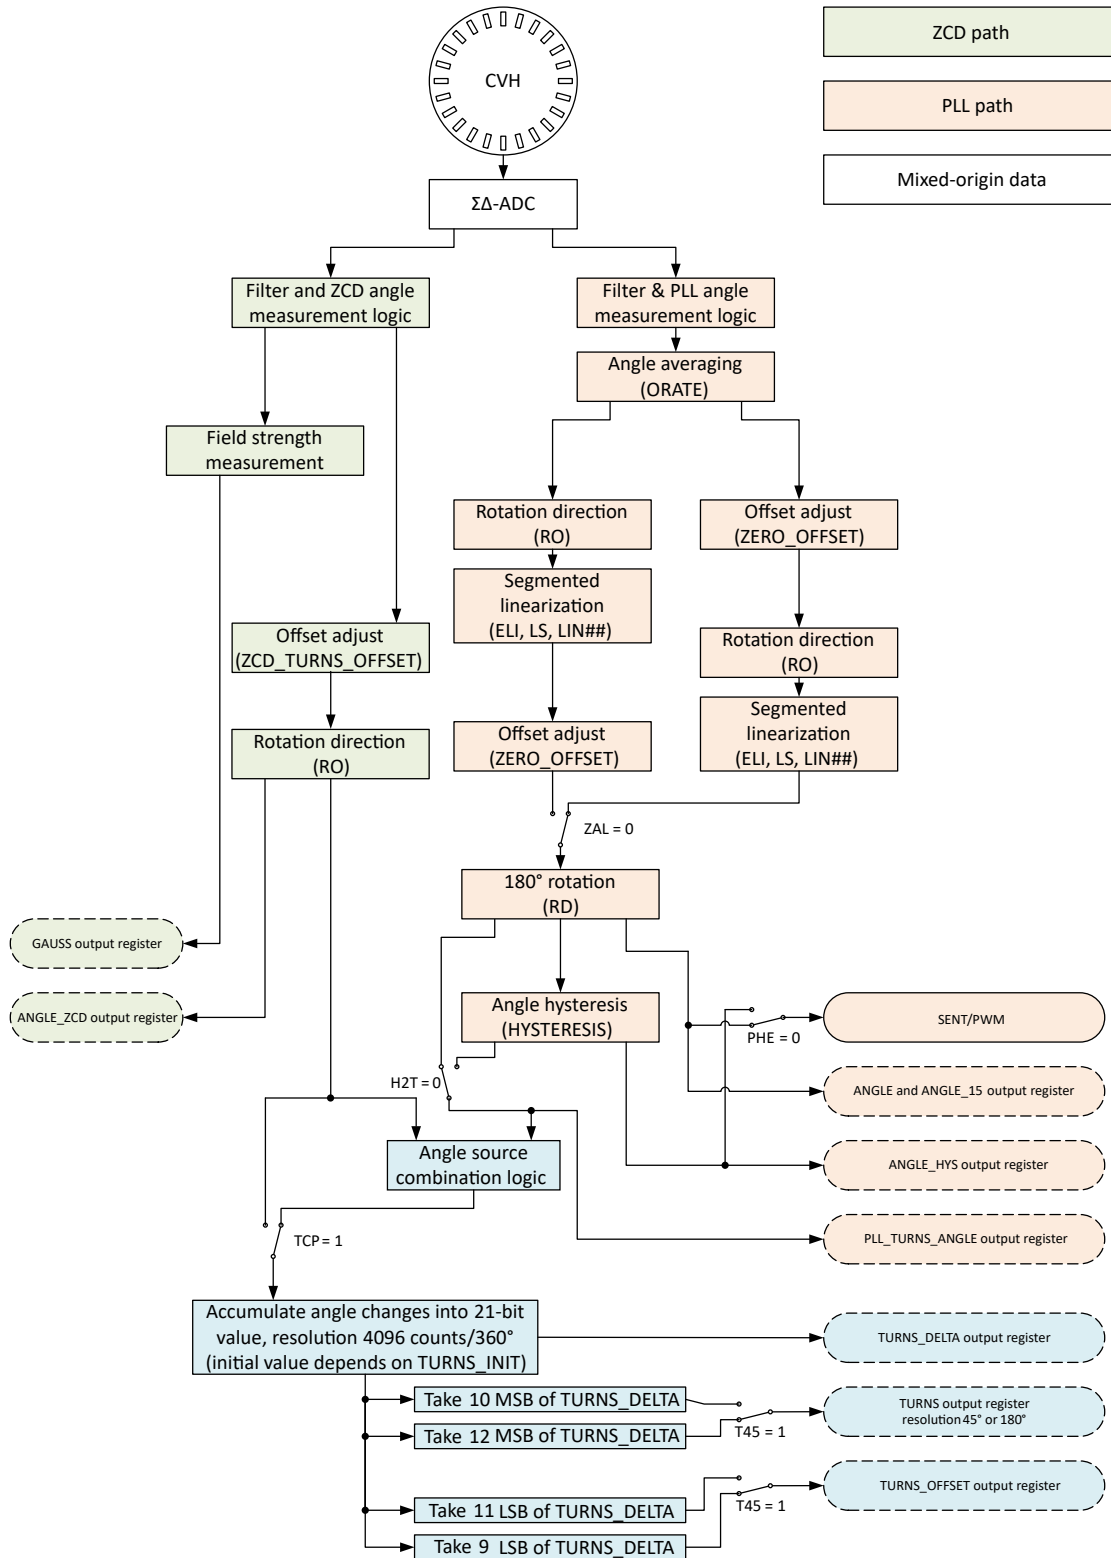 CVH
ZCD path
PLL path
Mixed-origin data
ΣΔ-ADC
Filter and ZCD angle
measurement logic
Filter & PLL angle
measurement logic
Angle averaging
(ORATE)
Field strength
measurement
Rotation direction
(RO)
Offset adjust
(ZERO_OFFSET)
Segmented
linearization
(ELI, LS, LIN##)
Offset adjust
(ZCD_TURNS_OFFSET)
Rotation direction
(RO)
Rotation direction
(RO)
Offset adjust
(ZERO_OFFSET)
Segmented
linearization
(ELI, LS, LIN##)
ZAL = 0
180° rotation
(RD)
GAUSS output register
ANGLE_ZCD output register
Angle hysteresis
(HYSTERESIS)
PHE = 0
SENT/PWM
H2T = 0
ANGLE and ANGLE_15 output register
Angle source
combination logic
ANGLE_HYS output register
TCP = 1
PLL_TURNS_ANGLE output register
Accumulate angle changes into 21-bit
value, resolution 4096 counts/360°
(initial value depends on TURNS_INIT)
TURNS_DELTA output register
Take 10 MSB of TURNS_DELTA
Take 12 MSB of TURNS_DELTA
T45 = 1
TURNS output register
resolution 45° or 180°
Take 11 LSB of TURNS_DELTA
Take 9 LSB of TURNS_DELTA
T45 = 1
TURNS_OFFSET output register